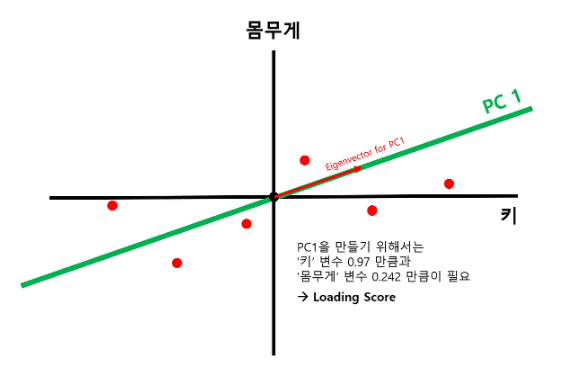 몸무게
PC 1
Eigenvector for PC1
키
PC1을 만들기 위해서는
‘키’ 변수 0.97 만큼과
‘몸무게’ 변수 0.242 만큼이 필요
→ Loading Score